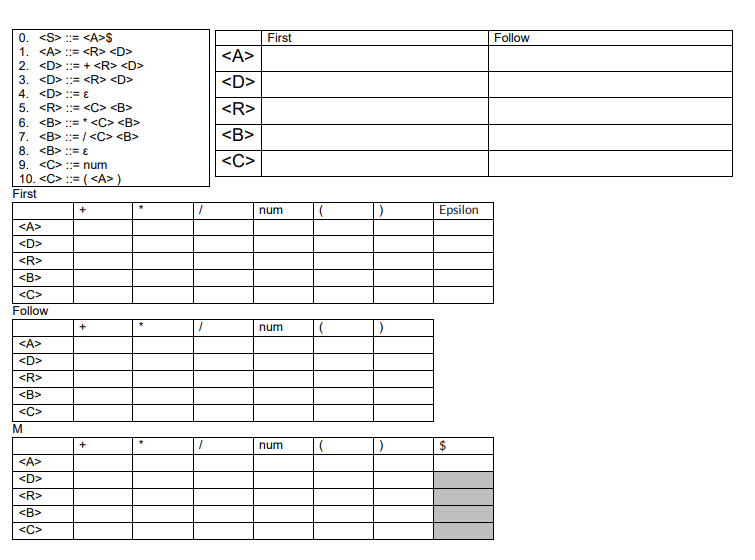 0. <S> ::= <A>$
1. <A> ::= <R> <D>
2. <D> ::= + <R> <D>
3. <D> ::= <R> <D>
4. <D> ::= ε
5. <R> ::= <C> <B>
6. <B> ::= * <C> <B>
7. <B> ::= / <C> <B>
8. <B> ::= ε
9. <C> ::= num
10. <C> ::= ( <A> )
First Follow
<A>
<D>
<R>
<B>
<C>
First
+ * / num ( ) Epsilon
<A>
<D>
<R>
<B>
<C>
Follow
+ * / num ( )
<A>
<D>
<R>
<B>
<C>
M
+ * / num ( ) $
<A>
<D>
<R>
<B>
<C>